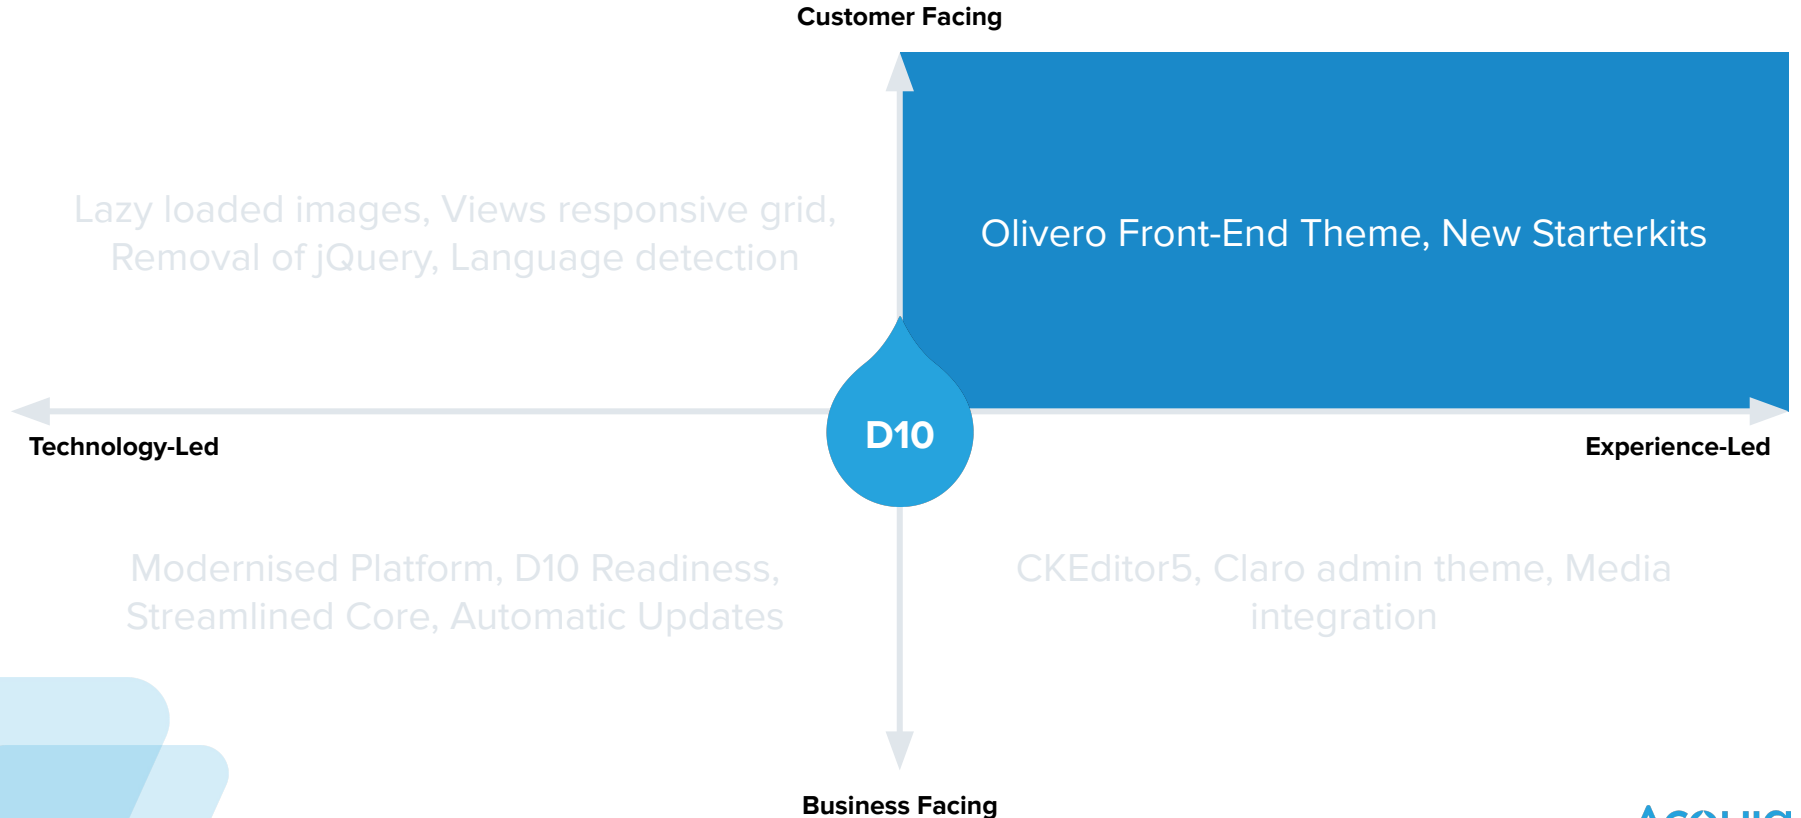 Customer Facing
Lazy loaded images, Views responsive grid,
Removal of jQuery, Language detection
Olivero Front-End Theme, New Starterkits
Technology-Led
D10
Experience-Led
Modernised Platform, D10 Readiness,
Streamlined Core, Automatic Updates
CKEditor5, Claro admin theme, Media
integration
Business Facing